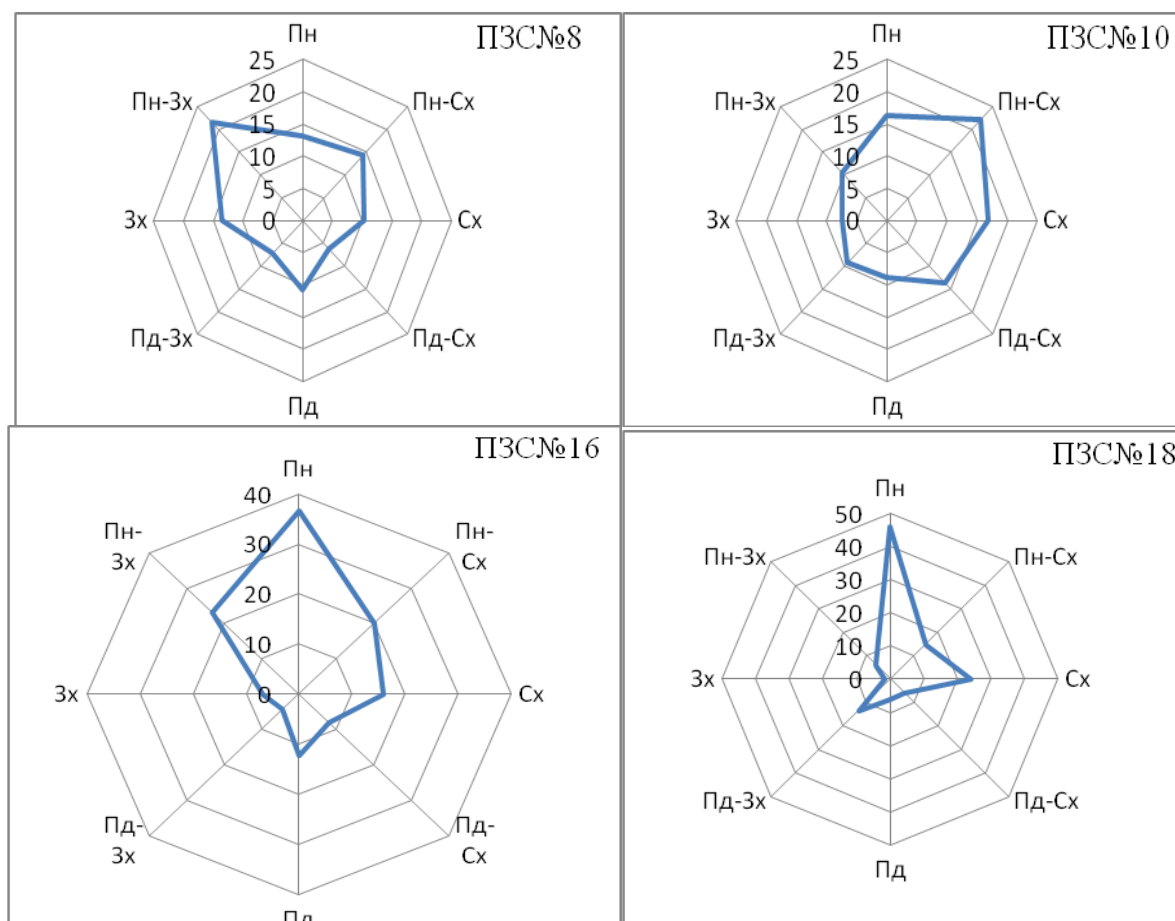 ПЗС№8
Пн
25
20
15
10
5
0
Пн-Сх
Сх
Пд-Сх
Пд
Пд-Зх
Зх
Пн-Зх
ПЗС№10
Пн
25
20
15
10
5
0
Пн-Сх
Сх
Пд-Сх
Пд
Пд-Зх
Зх
Пн-Зх
ПЗС№16
Пн
40
30
20
10
0
Пн-
Сх
Сх
Пд-
Сх
Пд
Пд-
Зх
Зх
Пн-
Зх
ПЗС№18
Пн
50
40
30
20
10
0
Пн-Сх
Сх
Пд-Сх
Пд
Пд-Зх
Зх
Пн-Зх